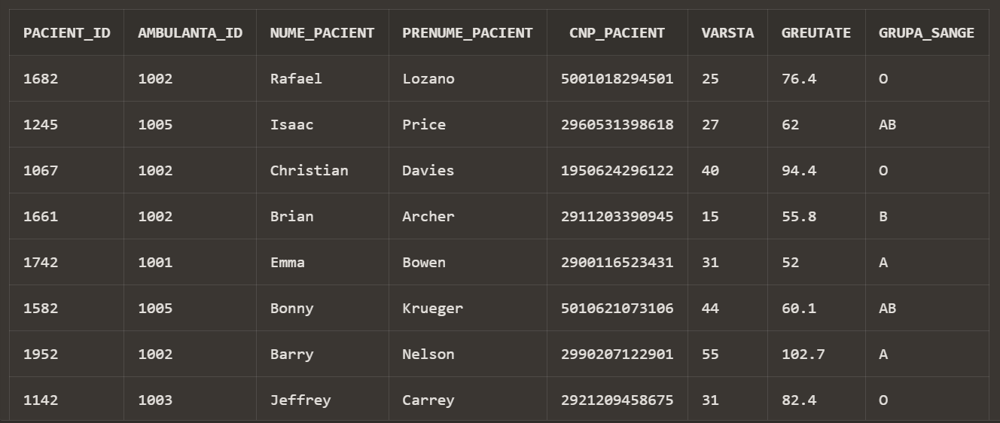 PACIENT_ID AMBULANTA_ID NUME_PACIENT PRENUME_PACIENT CNP_PACIENT VARSTA GREUTATE GRUPA_SANGE
1682 1002 Rafael Lozano 5001018294501 25 76.4 O
1245 1005 Isaac Price 2960531398618 27 62 AB
1067 1002 Christian Davies 1950624296122 40 94.4 O
1661 1002 Brian Archer 2911203390945 15 55.8 B
1742 1001 Emma Bowen 2900116523431 31 52 A
1582 1005 Bonny Krueger 5010621073106 44 60.1 AB
1952 1002 Barry Nelson 2990207122901 55 102.7 A
1142 1003 Jeffrey Carrey 2921209458675 31 82.4 O